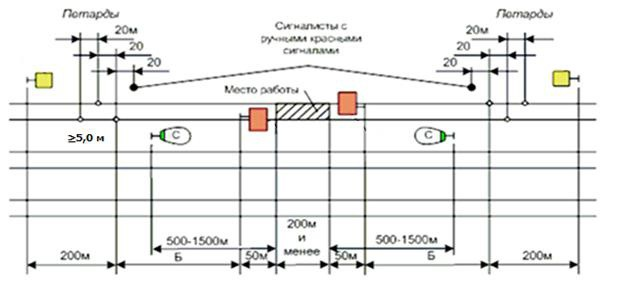 Петарды
Сигналисты с
ручными красными
сигналами
Петарды
20м
20
20
20м
20
20
Место работы
≥5,0 м
С
С
500-1500м
200м
и
менее
500-1500м
200м
Б
50м
50м
Б
200м